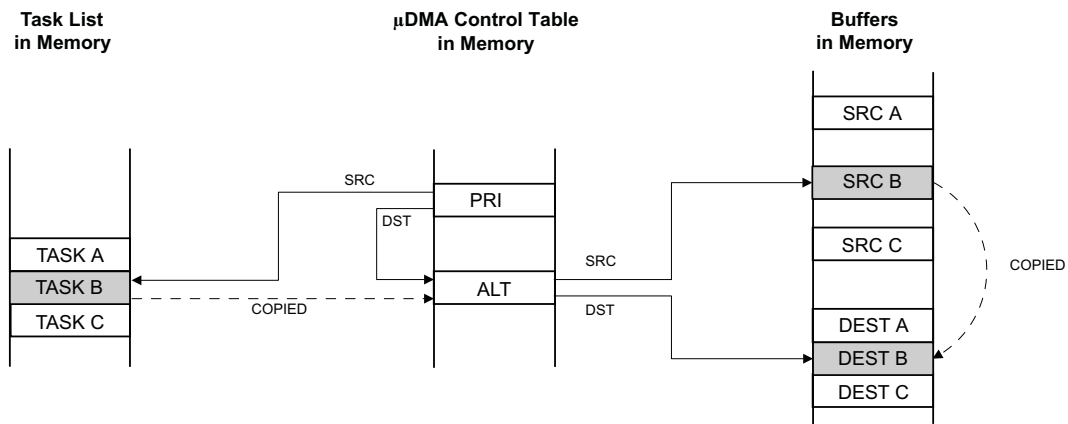 Task List
in Memory
µDMA Control Table
in Memory
Buffers
in Memory
SRC A
SRC B
SRC C
COPIED
DEST A
DEST B
DEST C
SRC
PRI
DST
ALT
SRC
DST
TASK A
TASK B
TASK C
COPIED